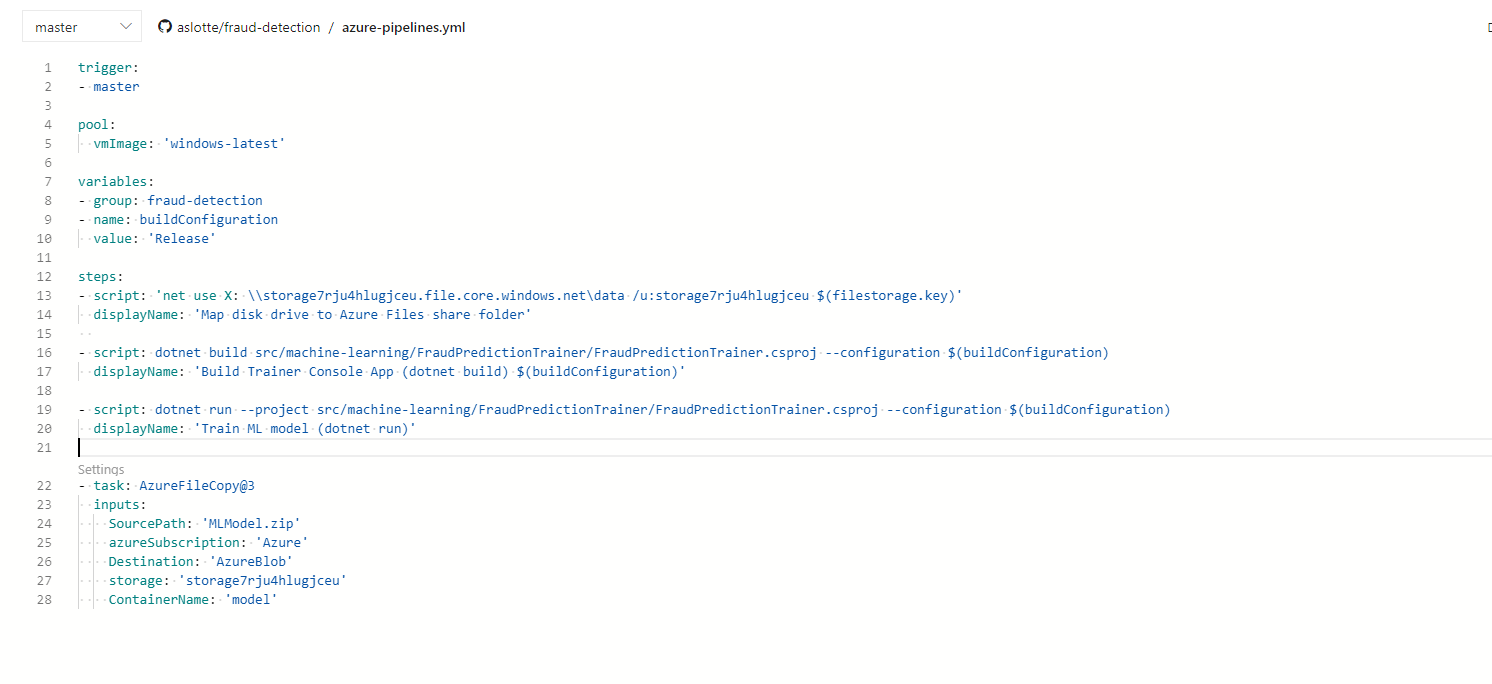 master aslotte/fraud-detection / azure-pipelines.yml
1 trigger:
2 - master
3
4 pool:
5 vmImage: 'windows-latest'
6
7 variables:
8 - group: fraud-detection
9 - name: buildConfiguration
10 value: 'Release'
11
12 steps:
13 - script: 'net use X: \\storage7rju4hlugjceu.file.core.windows.net\data /u:storage7rju4hlugjceu $(filestorage.key)'
14 displayName: 'Map disk drive to Azure Files share folder'
15
16 - script: dotnet build src/machine-learning/FraudPredictionTrainer/FraudPredictionTrainer.csproj --configuration $(buildConfiguration)
17 displayName: 'Build Trainer Console App (dotnet build) $(buildConfiguration)'
18
19 - script: dotnet run --project src/machine-learning/FraudPredictionTrainer/FraudPredictionTrainer.csproj --configuration $(buildConfiguration)
20 displayName: 'Train ML model (dotnet run)'
21
Settings
22 - task: AzureFileCopy@3
23 inputs:
24 SourcePath: 'MLModel.zip'
25 azureSubscription: 'Azure'
26 Destination: 'AzureBlob'
27 storage: 'storage7rju4hlugjceu'
28 ContainerName: 'model'